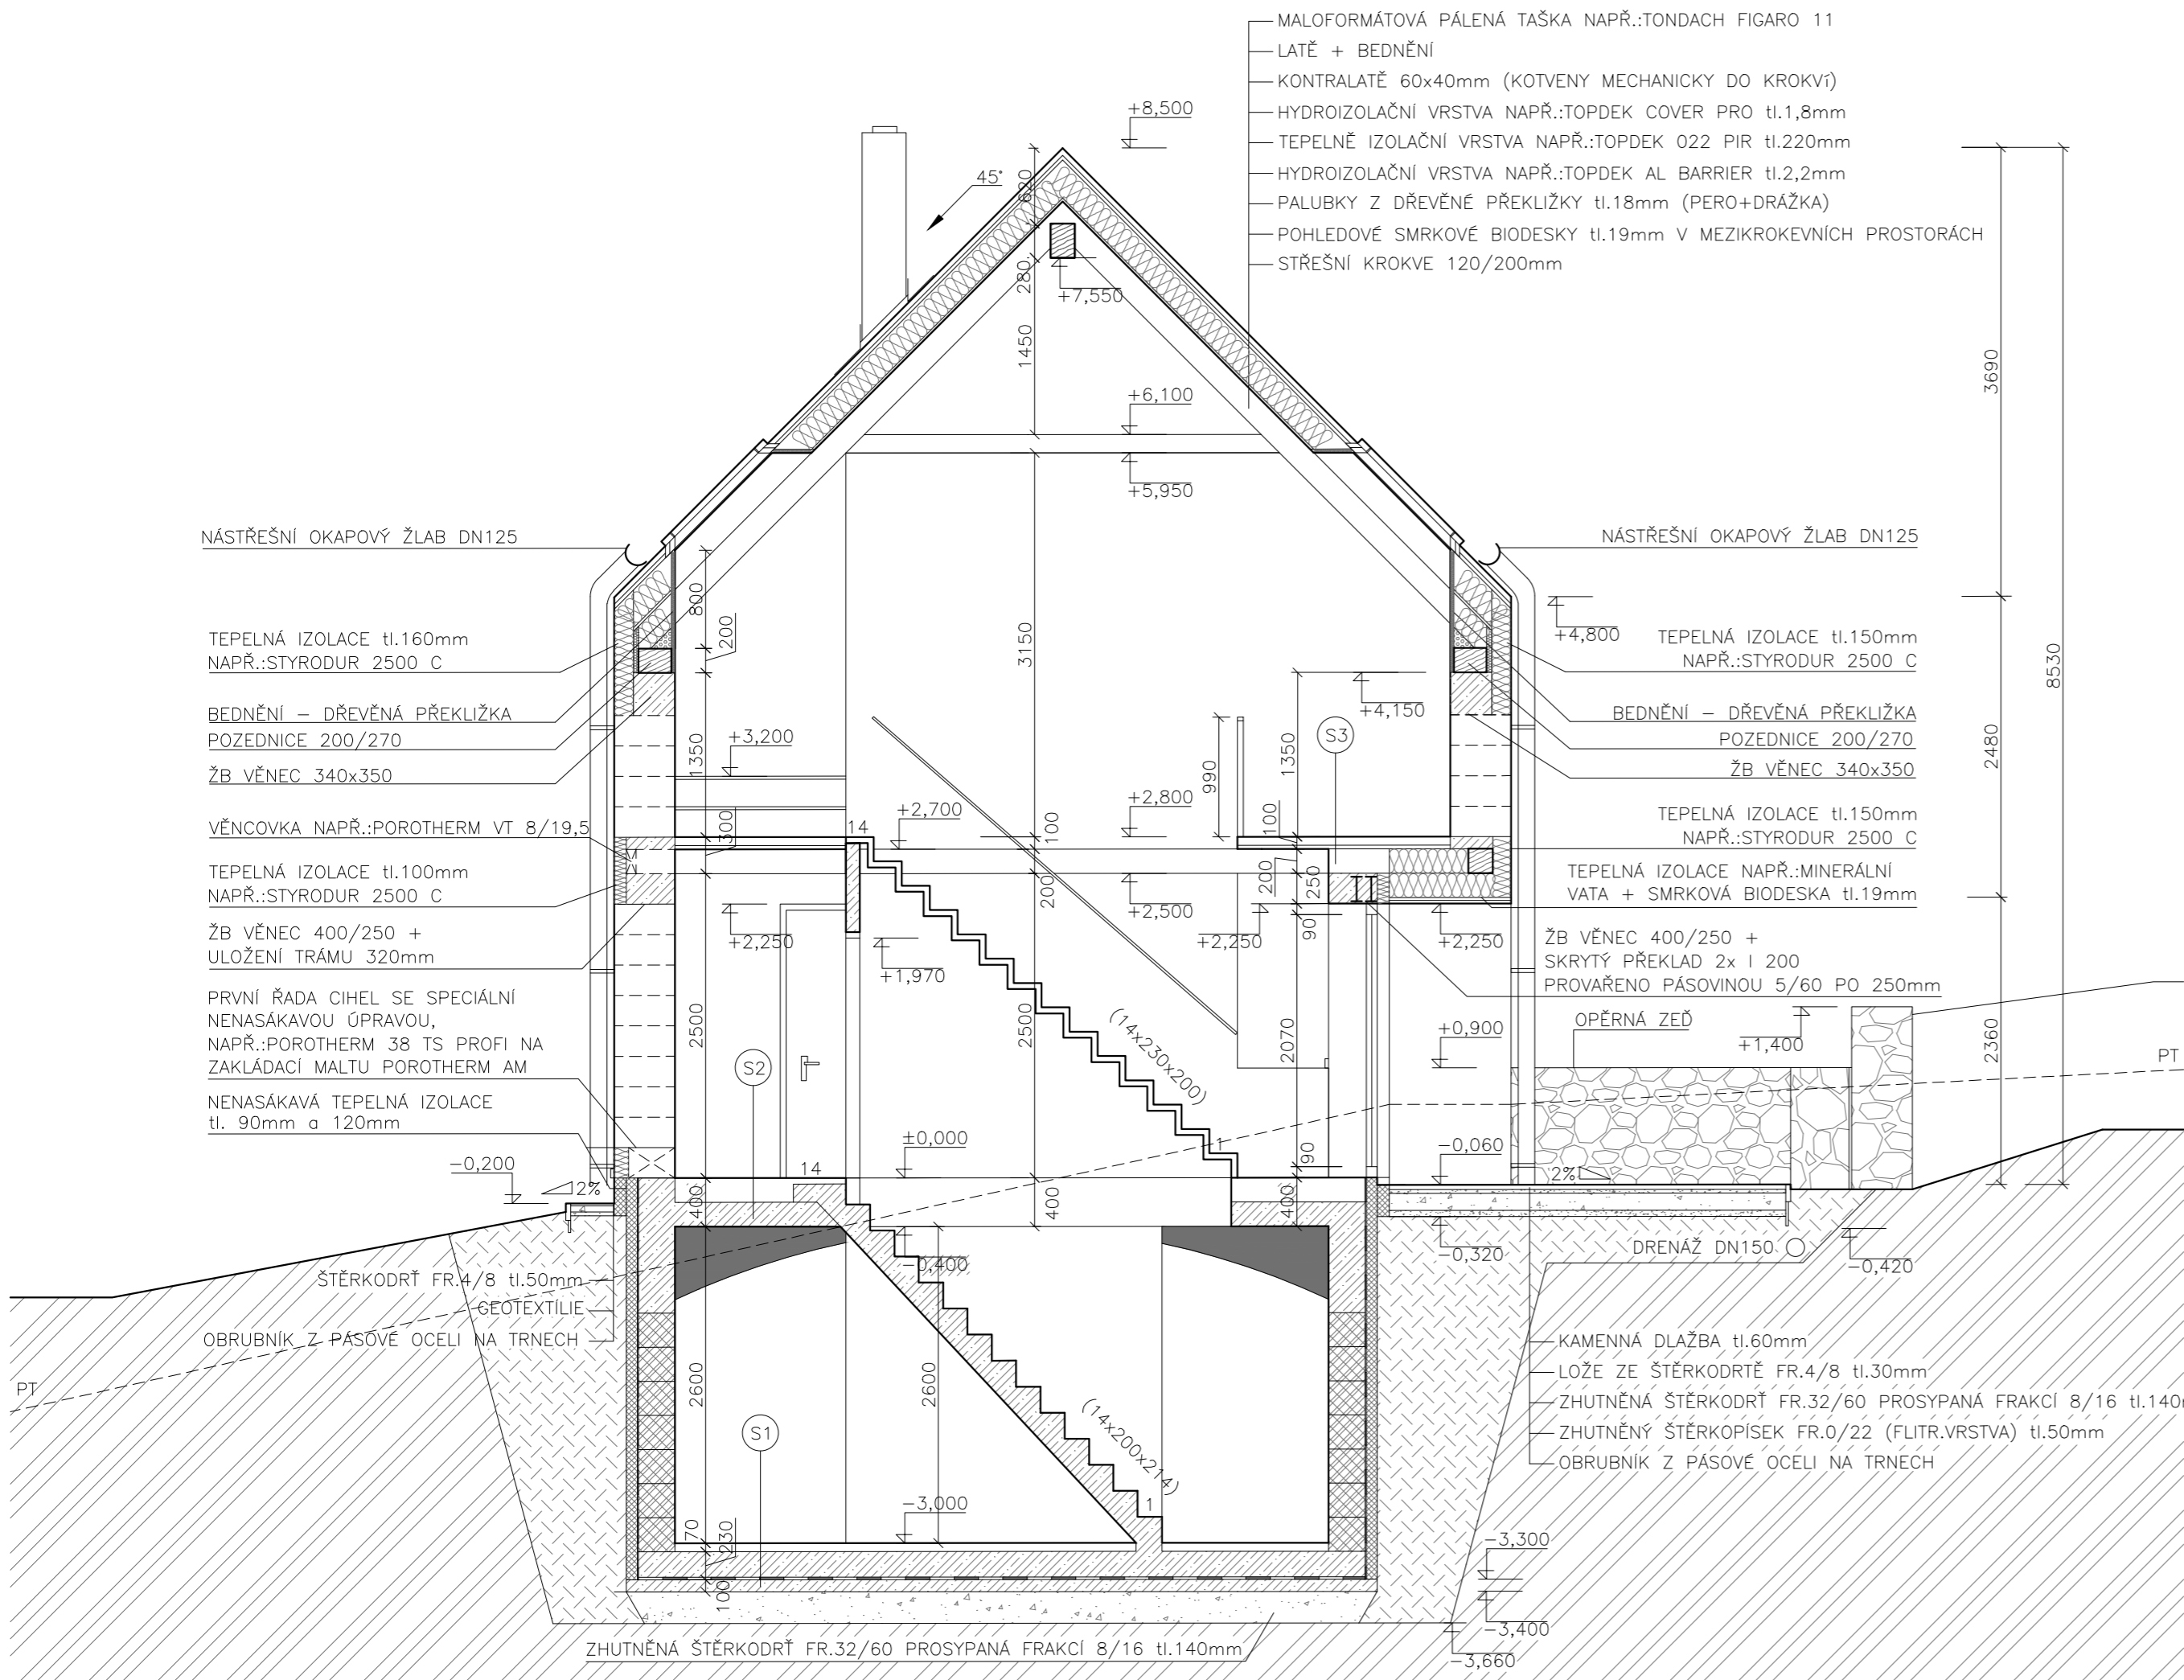 MALOFORMÁTOVÁ PÁLENÁ TAŠKA NAPŘ.:TONDACH FIGARO 11
LATĚ + BEDNĚNÍ
KONTRALATĚ 60x40mm (KOTVENY MECHANICKY DO KROKVí)
HYDROIZOLAČNÍ VRSTVA NAPŘ.:TOPDEK COVER PRO tl.1,8mm
TEPELNĚ IZOLAČNÍ VRSTVA NAPŘ.:TOPDEK 022 PIR tl.220mm
HYDROIZOLAČNÍ VRSTVA NAPŘ.:TOPDEK AL BARRIER tl.2,2mm
PALUBKY Z DŘEVĚNÉ PŘEKLIŽKY tl.18mm (PERO+DRÁŽKA)
POHLEDOVÉ SMRKOVÉ BIODESKY tl.19mm V MEZIKROKEVNÍCH PROSTORÁCH
STŘEŠNÍ KROKVE 120/200mm
+8,500
45°
620
280
+7,550
1450
+6,100
+5,950
3690
8530
NÁSTŘEŠNÍ OKAPOVÝ ŽLAB DN125
TEPELNÁ IZOLACE tl.160mm
NAPŘ.:STYRODUR 2500 C
BEDNĚNÍ – DŘEVĚNÁ PŘEKLIŽKA
POZEDNICE 200/270
ŽB VĚNEC 340x350
VĚNCOVKA NAPŘ.:POROTHERM VT 8/19,5
TEPELNÁ IZOLACE tl.100mm
NAPŘ.:STYRODUR 2500 C
ŽB VĚNEC 400/250 +
ULOŽENÍ TRÁMU 320mm
PRVNÍ ŘADA CIHEL SE SPECIÁLNÍ
NENASÁKAVOU ÚPRAVOU,
NAPŘ.:POROTHERM 38 TS PROFI NA
ZAKLÁDACÍ MALTU POROTHERM AM
NENASÁKAVÁ TEPELNÁ IZOLACE
tl. 90mm a 120mm
-0,200
2%
NÁSTŘEŠNÍ OKAPOVÝ ŽLAB DN125
+4,800
TEPELNÁ IZOLACE tl.150mm
NAPŘ.:STYRODUR 2500 C
BEDNĚNÍ – DŘEVĚNÁ PŘEKLIŽKA
POZEDNICE 200/270
ŽB VĚNEC 340x350
TEPELNÁ IZOLACE tl.150mm
NAPŘ.:STYRODUR 2500 C
TEPELNÁ IZOLACE NAPŘ.:MINERÁLNÍ
VATA + SMRKOVÁ BIODESKA tl.19mm
ŽB VĚNEC 400/250 +
SKRYTÝ PŘEKLAD 2x I 200
PROVAŘENO PÁSOVINOU 5/60 PO 250mm
OPĚRNÁ ZEĎ
+1,400
2480
2360
PT
800
200
3150
+4,150
S3
+3,200
1350
990
1350
300
14
+2,700
+2,800
100
100
200
200
250
+2,500
+2,250
+2,250
+2,250
90
+1,970
2500
2500
2070
(14x230x200)
+0,900
S2
±0,000
14
1
90
-0,060
2%
400
400
400
-0,400
-0,320
DRENÁŽ DN150
-0,420
ŠTĚRKODRŤ FR.4/8 tl.50mm
GEOTEXTÍLIE
OBRUBNÍK Z PÁSOVÉ OCELI NA TRNECH
PT
2600
2600
S1
(14x200x214)
1
-3,000
70
230
100
KAMENNÁ DLAŽBA tl.60mm
LOŽE ZE ŠTĚRKODRTĚ FR.4/8 tl.30mm
ZHUTNĚNÁ ŠTĚRKODRŤ FR.32/60 PROSYPANÁ FRAKCÍ 8/16 tl.140m
ZHUTNĚNÝ ŠTĚRKOPÍSEK FR.0/22 (FLITR.VRSTVA) tl.50mm
OBRUBNÍK Z PÁSOVÉ OCELI NA TRNECH
-3,300
-3,400
-3,660
ZHUTNĚNÁ ŠTĚRKODRŤ FR.32/60 PROSYPANÁ FRAKCÍ 8/16 tl.140mm